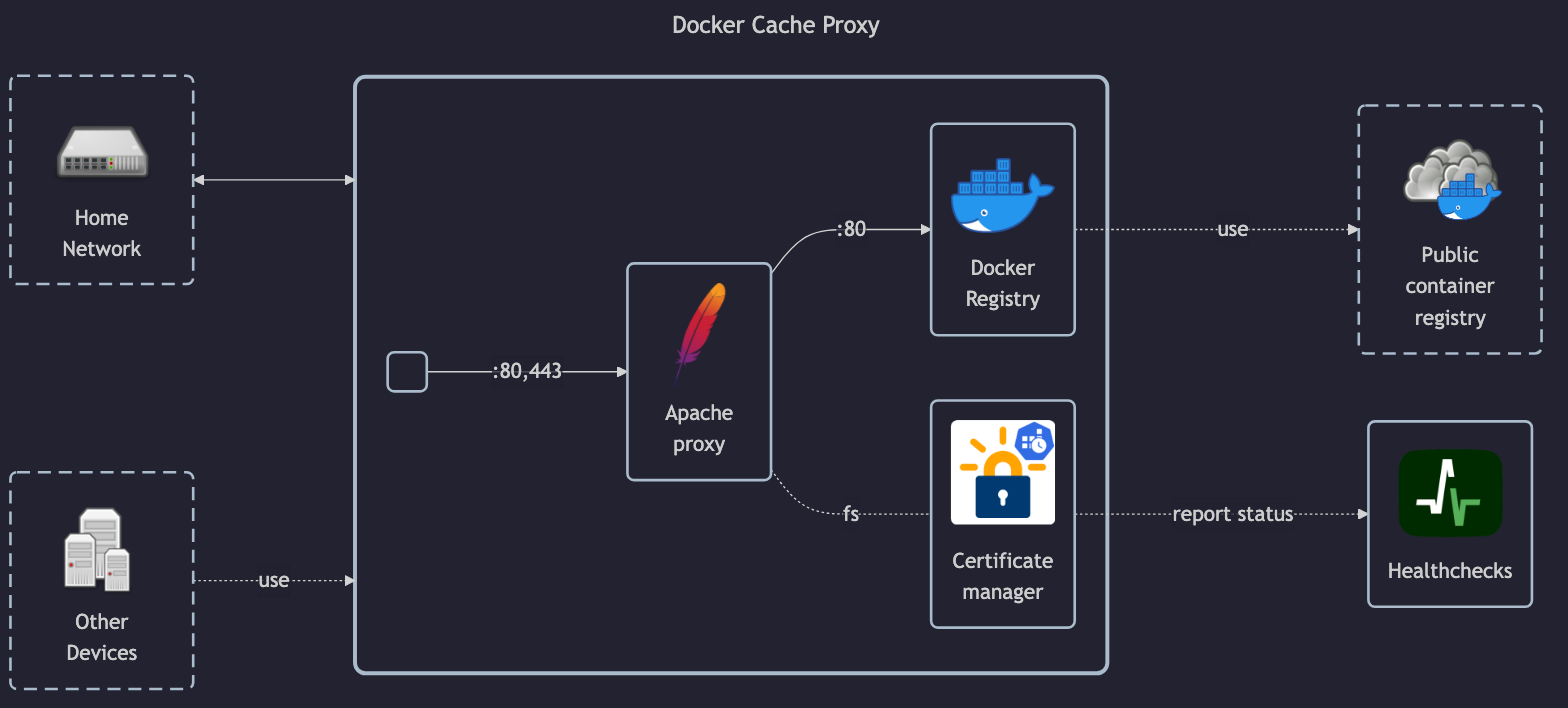 Docker Cache Proxy
Home
Network
:80
Docker
Registry
use
Public
container
registry
:80,443
Apache
proxy
fs
Certificate
manager
report status
Healthchecks
use
Other
Devices